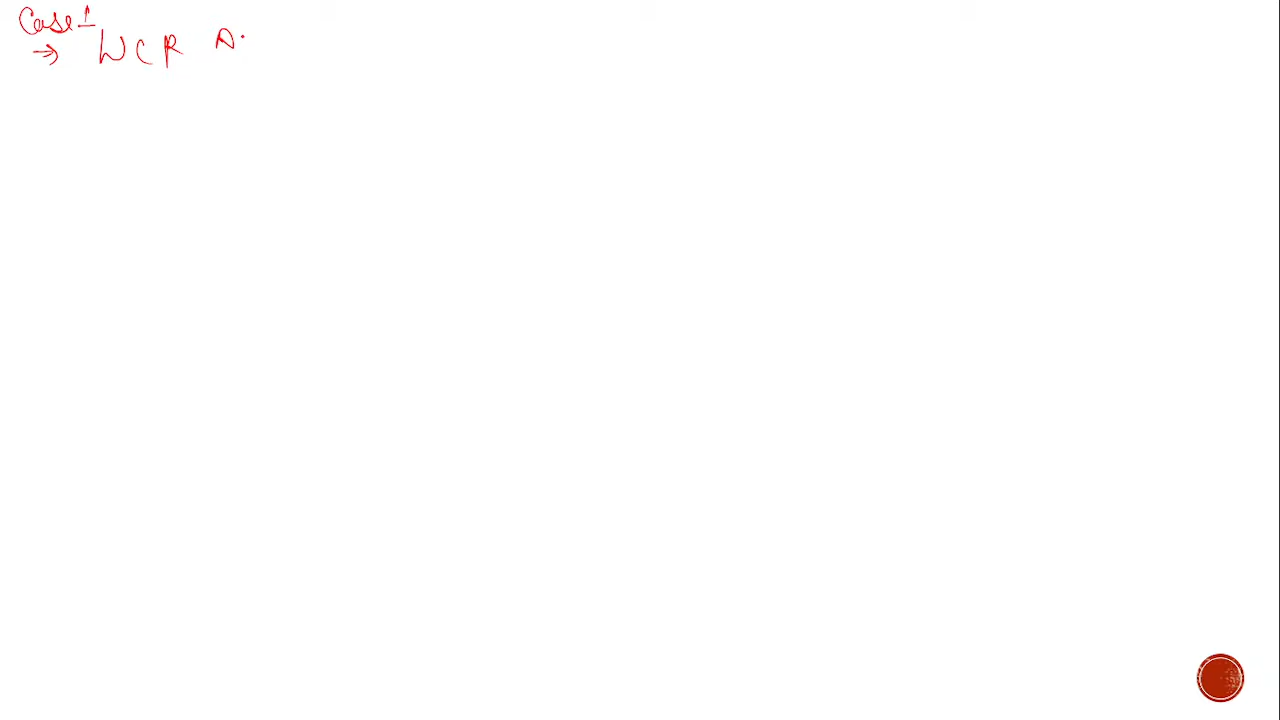 Case 1
→ WCR A.